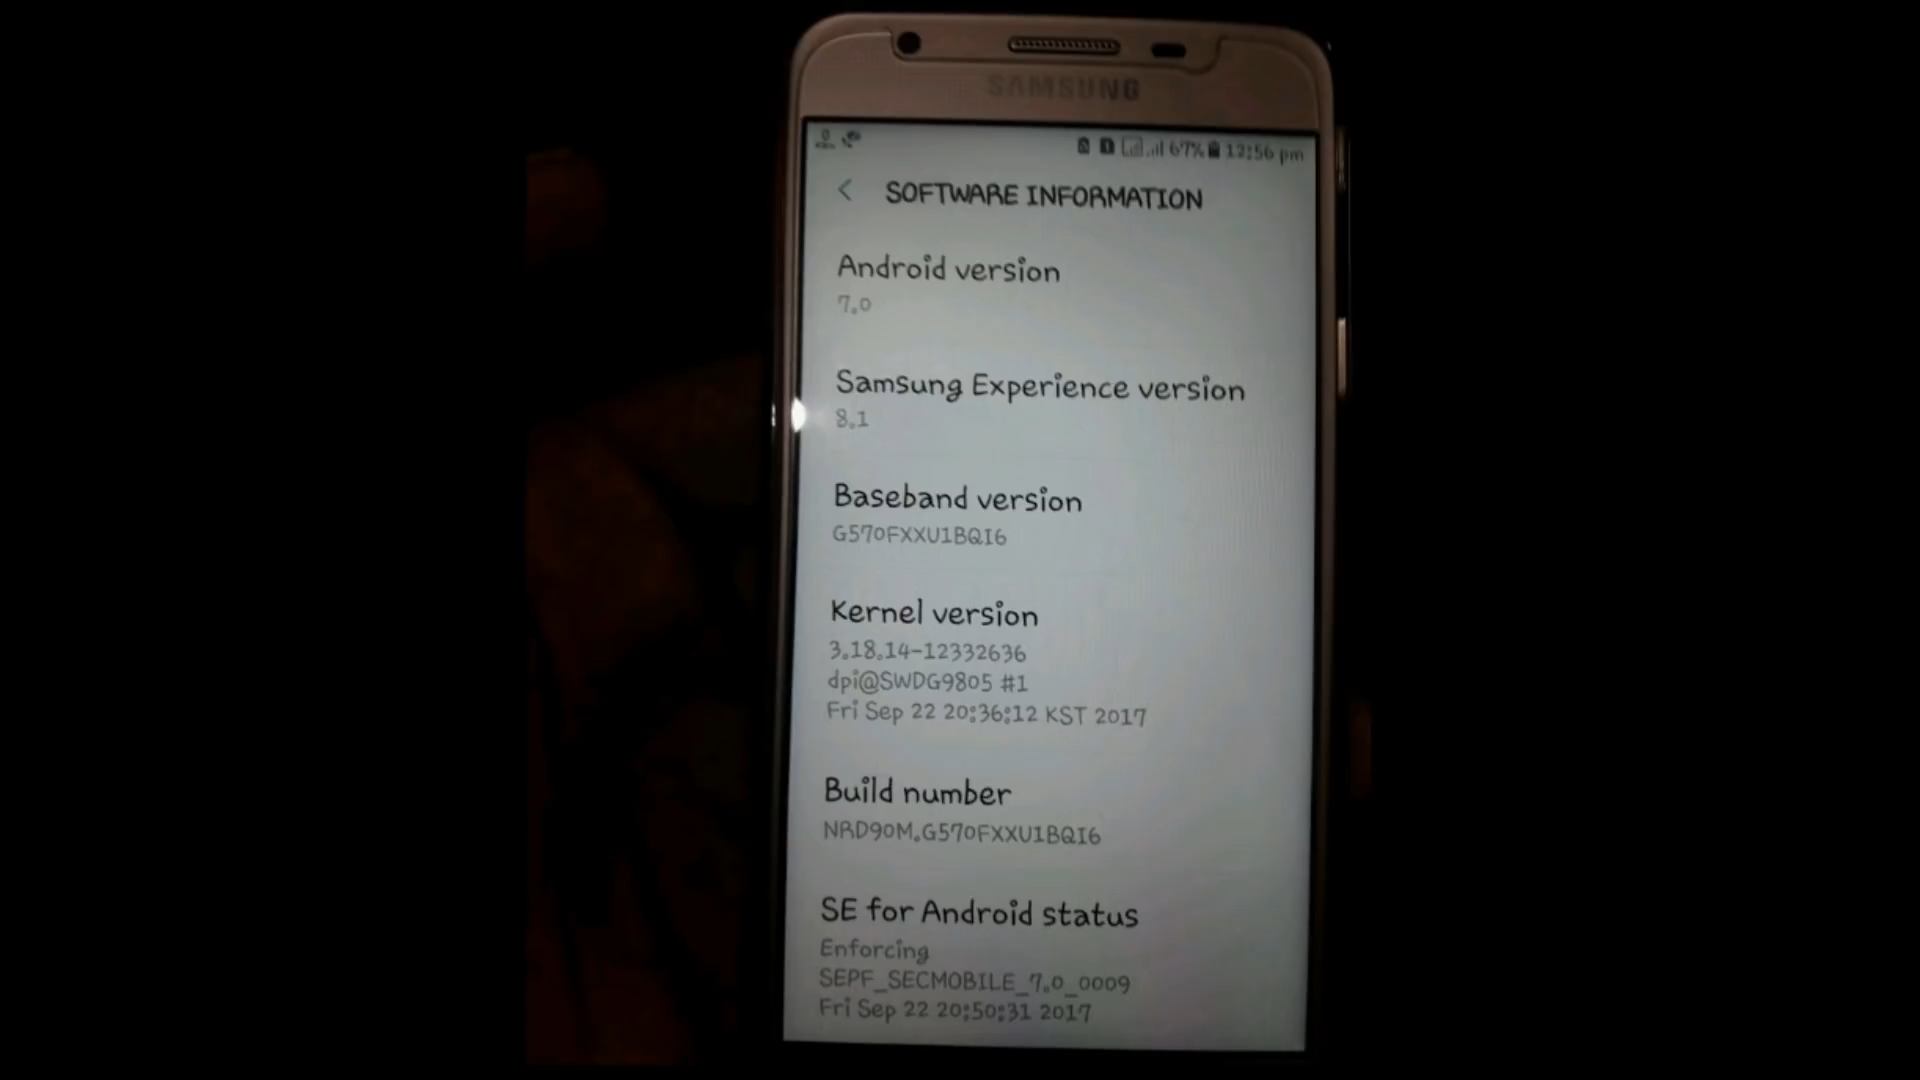 SAMSUNG
67% 12:56 pm
< SOFTWARE INFORMATION
Android version
7.0
Samsung Experience version
8.1
Baseband version
G570FXXU1BQI6
Kernel version
3.18.14-12332636
dpi@SWDG9805 #1
Fri Sep 22 20:36:12 KST 2017
Build number
NRD90M.G570FXXU1BQI6
SE for Android status
Enforcing
SEPF_SECMOBILE_7.0_0009
Fri Sep 22 20:50:31 2017